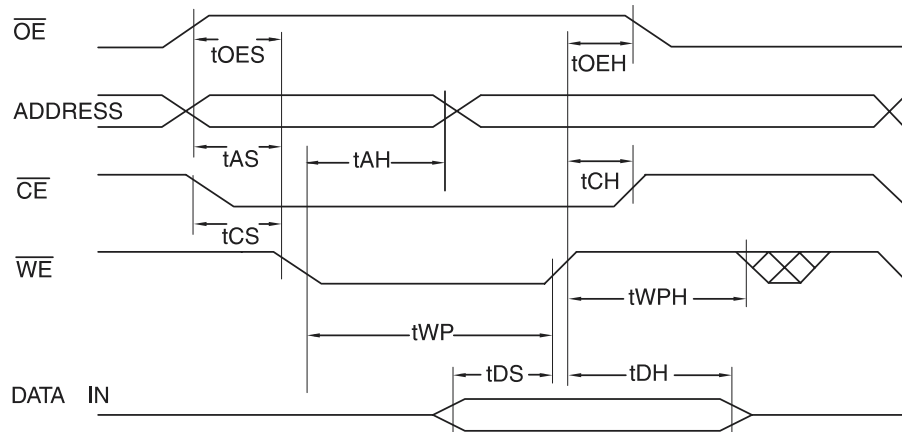 OE
tOES
tOEH
ADDRESS
tAS
tAH
tCH
CE
tCS
WE
tWPH
tWP
tDS
tDH
DATA IN